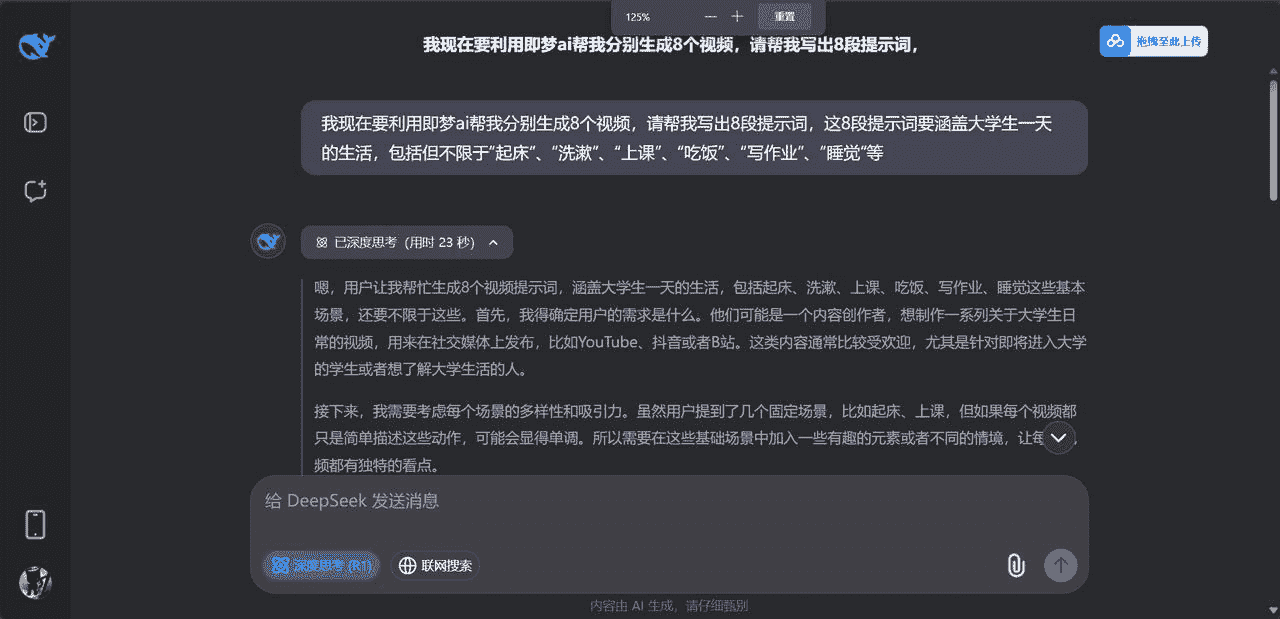 125%
重置
我现在要利用即梦ai帮我分别生成8个视频，请帮我写出8段提示词，
拖拽至此上传
我现在要利用即梦ai帮我分别生成8个视频，请帮我写出8段提示词，这8段提示词要涵盖大学生一天
的生活，包括但不限于”起床”、“洗漱”、“上课”、“吃饭”、“写作业”、”睡觉“等
已深度思考（用时 23 秒）
嗯，用户让我帮忙生成8个视频提示词，涵盖大学生一天的生活，包括起床、洗漱、上课、吃饭、写作业、睡觉这些基本
场景，还要不限于这些。首先，我得确定用户的需求是什么。他们可能是一个内容创作者，想制作一系列关于大学生日
常的视频，用来在社交媒体上发布，比如YouTube、抖音或者B站。这类内容通常比较受欢迎，尤其是针对即将进入大学
的学生或者想了解大学生活的人。
接下来，我需要考虑每个场景的多样性和吸引力。虽然用户提到了几个固定场景，比如起床、上课，但如果每个视频都
只是简单描述这些动作，可能会显得单调。所以需要在这些基础场景中加入一些有趣的元素或者不同的情境，让每
频都有独特的看点。
给 DeepSeek 发送消息
深度思考 (R1)
联网搜索
内容由 AI 生成，请仔细甄别